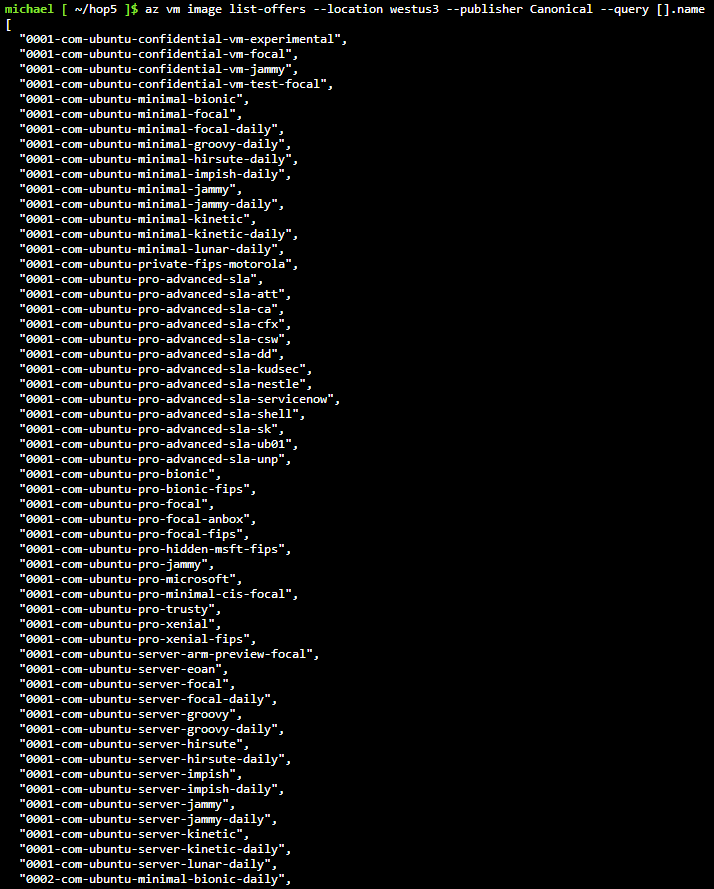 michael [ ~/hop5 ]$ az vm image list-offers --location westus3 --publisher Canonical --query [].name
[
"0001-com-ubuntu-confidential-vm-experimental",
"0001-com-ubuntu-confidential-vm-focal",
"0001-com-ubuntu-confidential-vm-jammy",
"0001-com-ubuntu-confidential-vm-test-focal",
"0001-com-ubuntu-minimal-bionic",
"0001-com-ubuntu-minimal-focal",
"0001-com-ubuntu-minimal-focal-daily",
"0001-com-ubuntu-minimal-groovy-daily",
"0001-com-ubuntu-minimal-hirsute-daily",
"0001-com-ubuntu-minimal-impish-daily",
"0001-com-ubuntu-minimal-jammy",
"0001-com-ubuntu-minimal-jammy-daily",
"0001-com-ubuntu-minimal-kinetic",
"0001-com-ubuntu-minimal-kinetic-daily",
"0001-com-ubuntu-minimal-lunar-daily",
"0001-com-ubuntu-private-fips-motorola",
"0001-com-ubuntu-pro-advanced-sla",
"0001-com-ubuntu-pro-advanced-sla-att",
"0001-com-ubuntu-pro-advanced-sla-ca",
"0001-com-ubuntu-pro-advanced-sla-cfx",
"0001-com-ubuntu-pro-advanced-sla-csw",
"0001-com-ubuntu-pro-advanced-sla-dd",
"0001-com-ubuntu-pro-advanced-sla-kudsec",
"0001-com-ubuntu-pro-advanced-sla-nestle",
"0001-com-ubuntu-pro-advanced-sla-servicenow",
"0001-com-ubuntu-pro-advanced-sla-shell",
"0001-com-ubuntu-pro-advanced-sla-sk",
"0001-com-ubuntu-pro-advanced-sla-ub01",
"0001-com-ubuntu-pro-advanced-sla-unp",
"0001-com-ubuntu-pro-bionic",
"0001-com-ubuntu-pro-bionic-fips",
"0001-com-ubuntu-pro-focal",
"0001-com-ubuntu-pro-focal-anbox",
"0001-com-ubuntu-pro-focal-fips",
"0001-com-ubuntu-pro-hidden-msft-fips",
"0001-com-ubuntu-pro-jammy",
"0001-com-ubuntu-pro-microsoft",
"0001-com-ubuntu-pro-minimal-cis-focal",
"0001-com-ubuntu-pro-trusty",
"0001-com-ubuntu-pro-xenial",
"0001-com-ubuntu-pro-xenial-fips",
"0001-com-ubuntu-server-arm-preview-focal",
"0001-com-ubuntu-server-eoan",
"0001-com-ubuntu-server-focal",
"0001-com-ubuntu-server-focal-daily",
"0001-com-ubuntu-server-groovy",
"0001-com-ubuntu-server-groovy-daily",
"0001-com-ubuntu-server-hirsute",
"0001-com-ubuntu-server-hirsute-daily",
"0001-com-ubuntu-server-impish",
"0001-com-ubuntu-server-impish-daily",
"0001-com-ubuntu-server-jammy",
"0001-com-ubuntu-server-jammy-daily",
"0001-com-ubuntu-server-kinetic",
"0001-com-ubuntu-server-kinetic-daily",
"0001-com-ubuntu-server-lunar-daily",
"0002-com-ubuntu-minimal-bionic-daily",